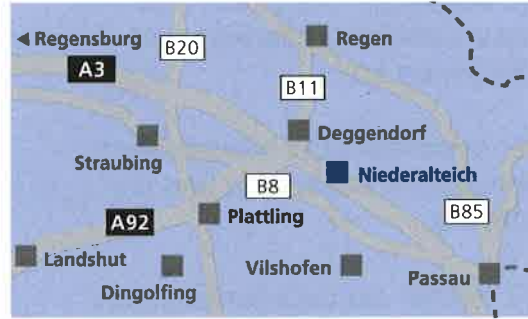 Regensburg
B20
Regen
A3
B11
Deggendorf
Straubing
Niederalteich
B8
B85
A92
Plattling
Landshut
Vilshofen
Passau
Dingolfing